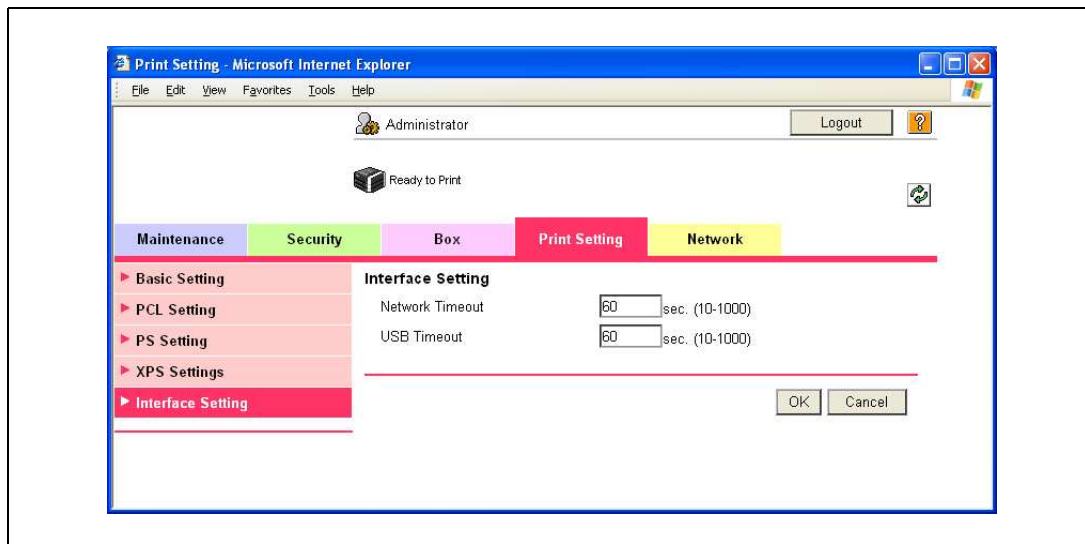 Print Setting - Microsoft Internet Explorer
File Edit View Favorites Tools Help
Administrator
Logout
?
Ready to Print
Maintenance Security Box Print Setting Network
Basic Setting
PCL Setting
PS Setting
XPS Settings
Interface Setting
Interface Setting
Network Timeout 60 sec. (10-1000)
USB Timeout 60 sec. (10-1000)
OK Cancel